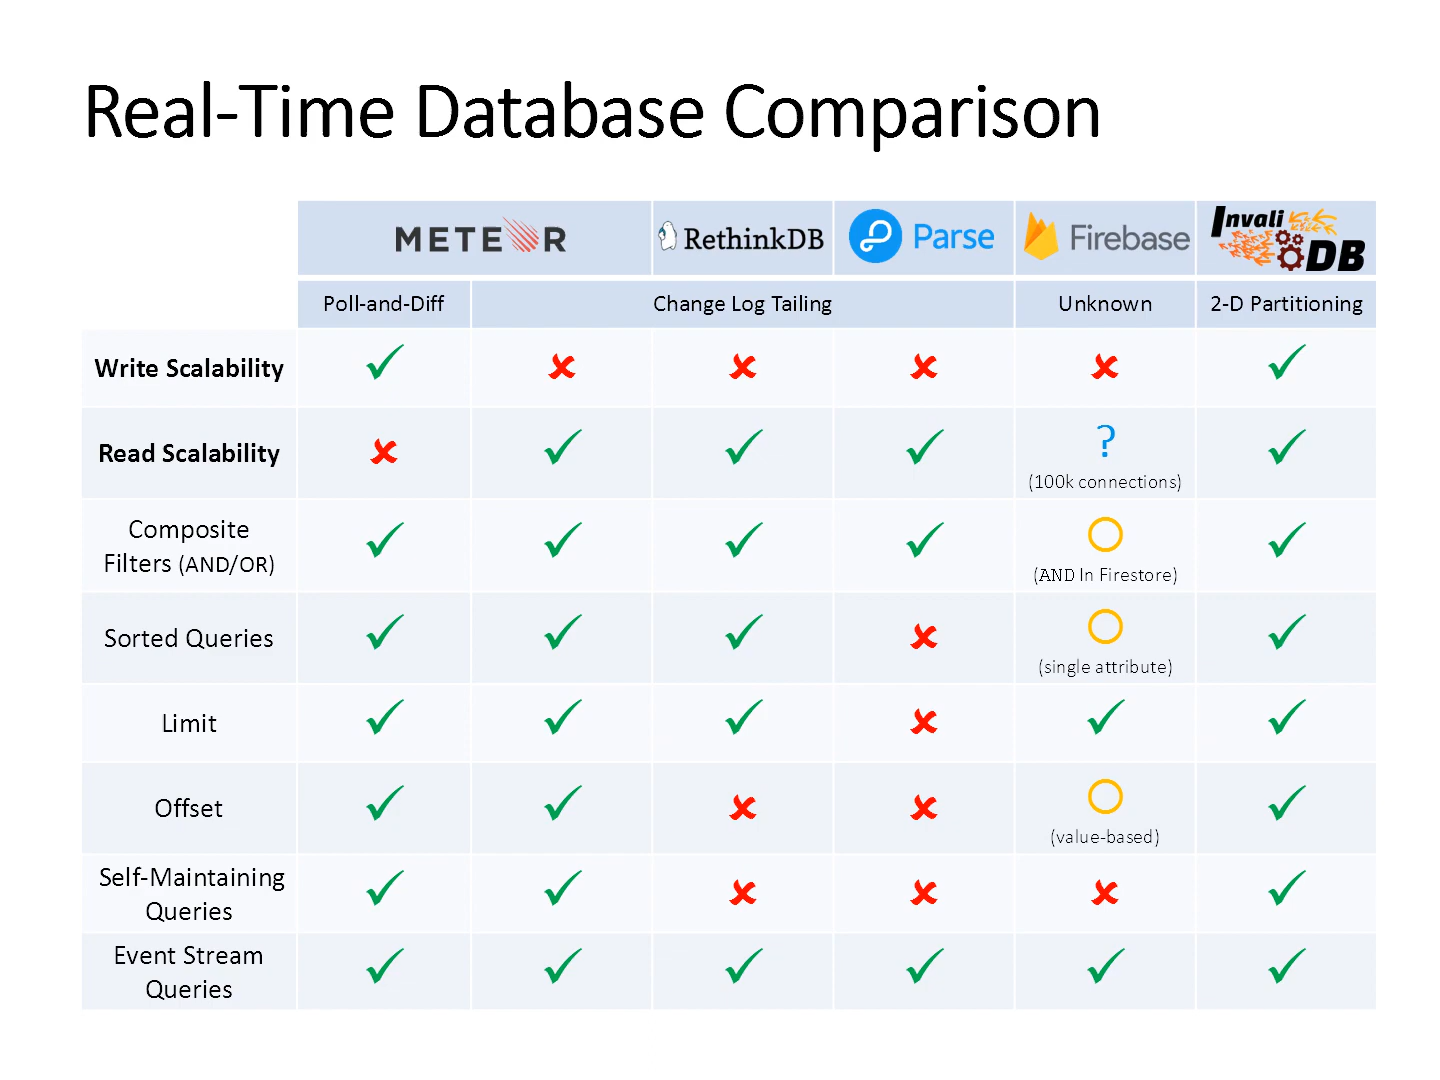 Real-Time Database Comparison
METEOR RethinkDB Parse Firebase Invali DB
Poll-and-Diff Change Log Tailing Unknown 2-D Partitioning
Write Scalability ✓ ✘ ✘ ✘ ✘ ✓
Read Scalability ✘ ✓ ✓ ✓ ? ✓
(100k connections)
Composite
Filters (AND/OR) ✓ ✓ ✓ ✓ ○ ✓
(AND In Firestore)
Sorted Queries ✓ ✓ ✓ ✘ ○ ✓
(single attribute)
Limit ✓ ✓ ✓ ✘ ✓ ✓
Offset ✓ ✓ ✘ ✘ ○ ✓
(value-based)
Self-Maintaining
Queries ✓ ✓ ✘ ✘ ✘ ✓
Event Stream
Queries ✓ ✓ ✓ ✓ ✓ ✓